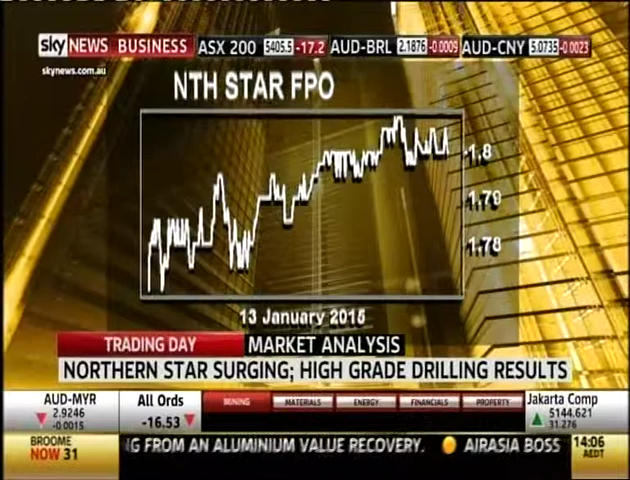 sky NEWS BUSINESS ASX 200 5405.5 -17.2 AUD-BRL 2.1876 -0.0009 AUD-CNY 5.0735 -0.0023
skynews.com.au
NTH STAR FPO
1.8
1.79
1.78
13 January 2015
TRADING DAY MARKET ANALYSIS
NORTHERN STAR SURGING; HIGH GRADE DRILLING RESULTS
AUD-MYR
2.9246
-0.0015
All Ords
-16.53
MINING MATERIALS ENERGY FINANCIALS PROPERTY
Jakarta Comp
5144.621
31.276
BROOME
NOW 31
G FROM AN ALUMINIUM VALUE RECOVERY. AIRASIA BOSS
14:06
AEDT